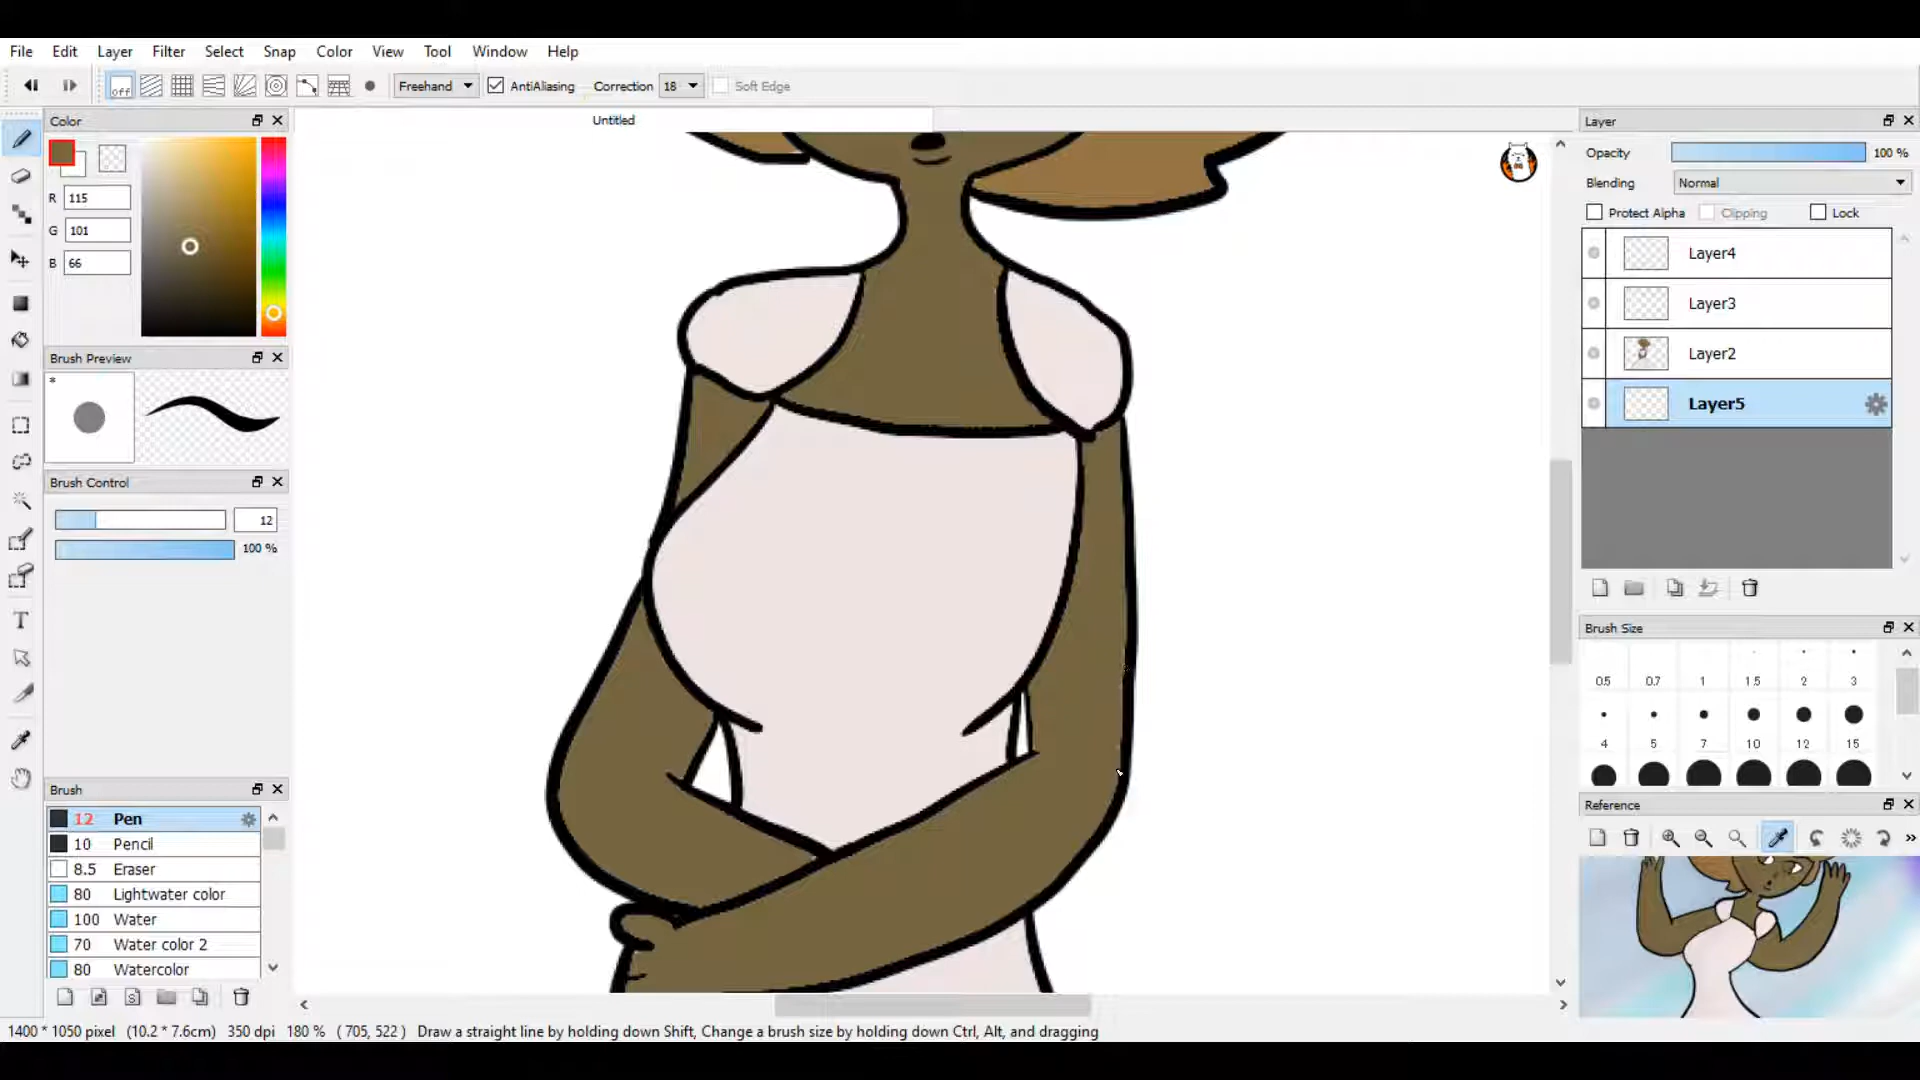 File Edit Layer Filter Select Snap Color View Tool Window Help
off Freehand AntiAliasing Correction 18 Soft Edge
Color
Untitled
Layer
R 115
G 101
B 66
Opacity 100 %
Blending Normal
Protect Alpha Clipping Lock
Layer4
Layer3
Layer2
Layer5
Brush Preview
*
Brush Control
12
100 %
Brush Size
0.5 0.7 1 1.5 2 3
4 5 7 10 12 15
Reference
»
Brush
12 Pen
10 Pencil
8.5 Eraser
80 Lightwater color
100 Water
70 Water color 2
80 Watercolor
T
S
1400 * 1050 pixel (10.2 * 7.6cm) 350 dpi 180 % ( 705, 522 ) Draw a straight line by holding down Shift, Change a brush size by holding down Ctrl, Alt, and dragging